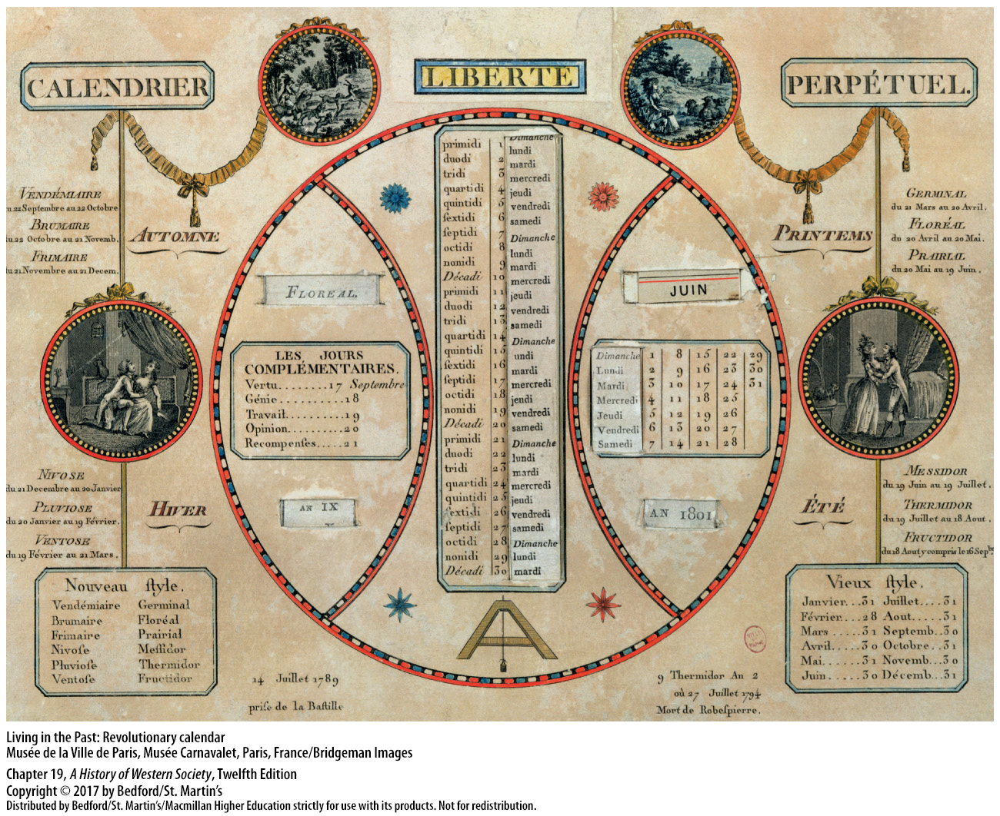 CALENDRIER
LIBERTE
PERPÉTUEL.
VENDÉMIAIRE
u 22 Septembre au 22 Octobre
BRUMAIRE
u 22 Octobre au 21 Novemb.
FRIMAIRE
u 21 Novembre au 21 Decem.
AUTOMNE
NIVOSE
du 21 Decembre au 20 Janvier
PLUVIOSE
du 20 Janvier au 19 Février.
VENTOSE
du 19 Février au 21 Mars.
HIVER
Nouveau ſtyle.
Vendémiaire Germinal
Brumaire Floréal
Frimaire Prairial
Nivoſe Meſſidor
Pluvioſe Thermidor
Ventoſe Fructidor
FLOREAL.
LES JOURS
COMPLÉMENTAIRES.
Vertu........17 Septembre
Génie..........18
Travail..........19
Opinion.........20
Recompenſes.....21
AN IX
primidi 1 Dimanche
duodi 2 lundi
tridi 3 mardi
quartidi 4 mercredi
quintidi 5 jeudi
ſextidi 6 vendredi
ſeptidi 7 samedi
octidi 8 Dimanche
nonidi 9 lundi
Décadi 10 mardi
primidi 11 mercredi
duodi 12 jeudi
tridi 13 vendredi
quartidi 14 samedi
quintidi 15 Dimanche
ſextidi 16 undi
ſeptidi 17 mardi
octidi 18 mercredi
nonidi 19 jeudi
Décadi 20 vendredi
primidi 21 samedi
duodi 22 Dimanche
tridi 23 lundi
quartidi 24 mardi
quintidi 25 mercredi
ſextidi 26 jeudi
ſeptidi 27 vendredi
octidi 28 samedi
nonidi 29 Dimanche
Décadi 30 lundi
mardi
JUIN
Dimanche 1 8 15 22 29
Lundi 2 9 16 23 30
Mardi 3 10 17 24 31
Mercredi 4 11 18 25
Jeudi 5 12 19 26
Vendredi 6 13 20 27
Samedi 7 14 21 28
AN 1801
PRINTEMS
GERMINAL
du 21 Mars au 20 Avril.
FLORÉAL
du 20 Avril au 20 Mai.
PRAIRIAL
du 20 Mai au 19 Juin.
ÉTÉ
MESSIDOR
du 19 Juin au 19 Juillet.
THERMIDOR
du 19 Juillet au 18 Aout.
FRUCTIDOR
du 18 Aout y compris le 16 Sepbr.
Vieux ſtyle.
Janvier...31 Juillet....31
Février....28 Aout.....31
Mars.....31 Septemb..30
Avril.....30 Octobre..31
Mai......31 Novemb...30
Juin.....30 Décemb...31
14 Juillet 1789
priſe de la Baſtille
9 Thermidor An 2
où 27 Juillet 1794
Mort de Robeſpierre.
Living in the Past: Revolutionary calendar
Musée de la Ville de Paris, Musée Carnavalet, Paris, France/Bridgeman Images
Chapter 19, A History of Western Society, Twelfth Edition
Copyright © 2017 by Bedford/St. Martin's
Distributed by Bedford/St. Martin's/Macmillan Higher Education strictly for use with its products. Not for redistribution.